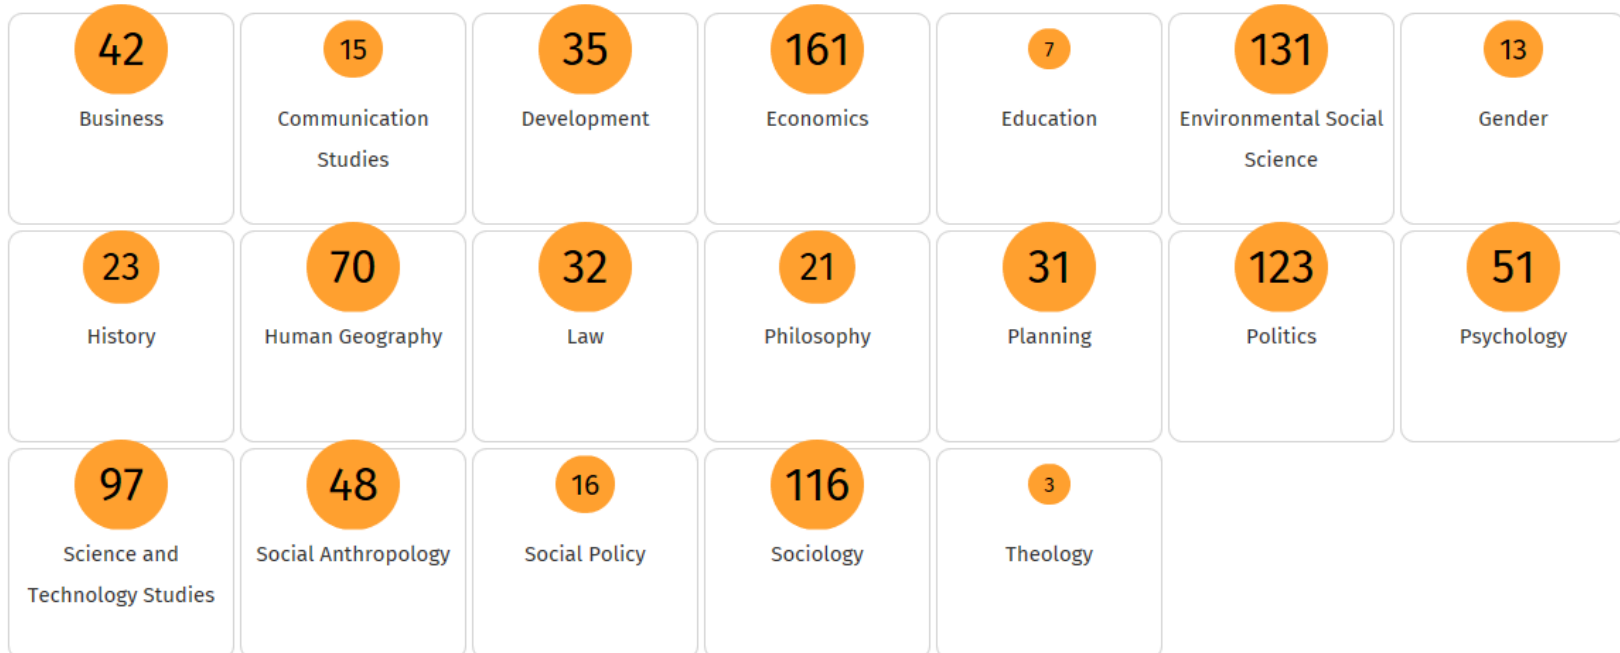 42
Business
15
Communication
Studies
35
Development
161
Economics
7
Education
131
Environmental Social
Science
13
Gender
23
History
70
Human Geography
32
Law
21
Philosophy
31
Planning
123
Politics
51
Psychology
97
Science and
Technology Studies
48
Social Anthropology
16
Social Policy
116
Sociology
3
Theology